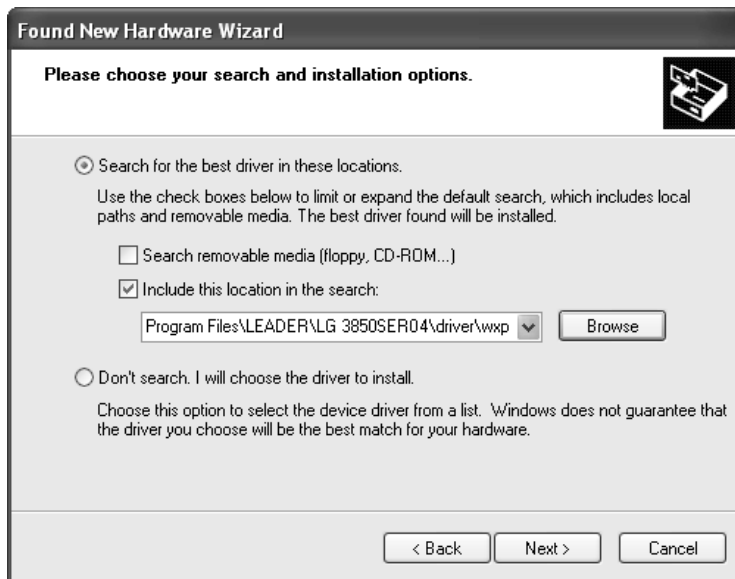 Found New Hardware Wizard
Please choose your search and installation options.
Search for the best driver in these locations.
Use the check boxes below to limit or expand the default search, which includes local
paths and removable media. The best driver found will be installed.
Search removable media (floppy, CD-ROM...)
Include this location in the search:
Program Files\LEADER\LG 3850SER04\driver\wxp
Browse
Don't search. I will choose the driver to install.
Choose this option to select the device driver from a list. Windows does not guarantee that
the driver you choose will be the best match for your hardware.
< Back
Next >
Cancel